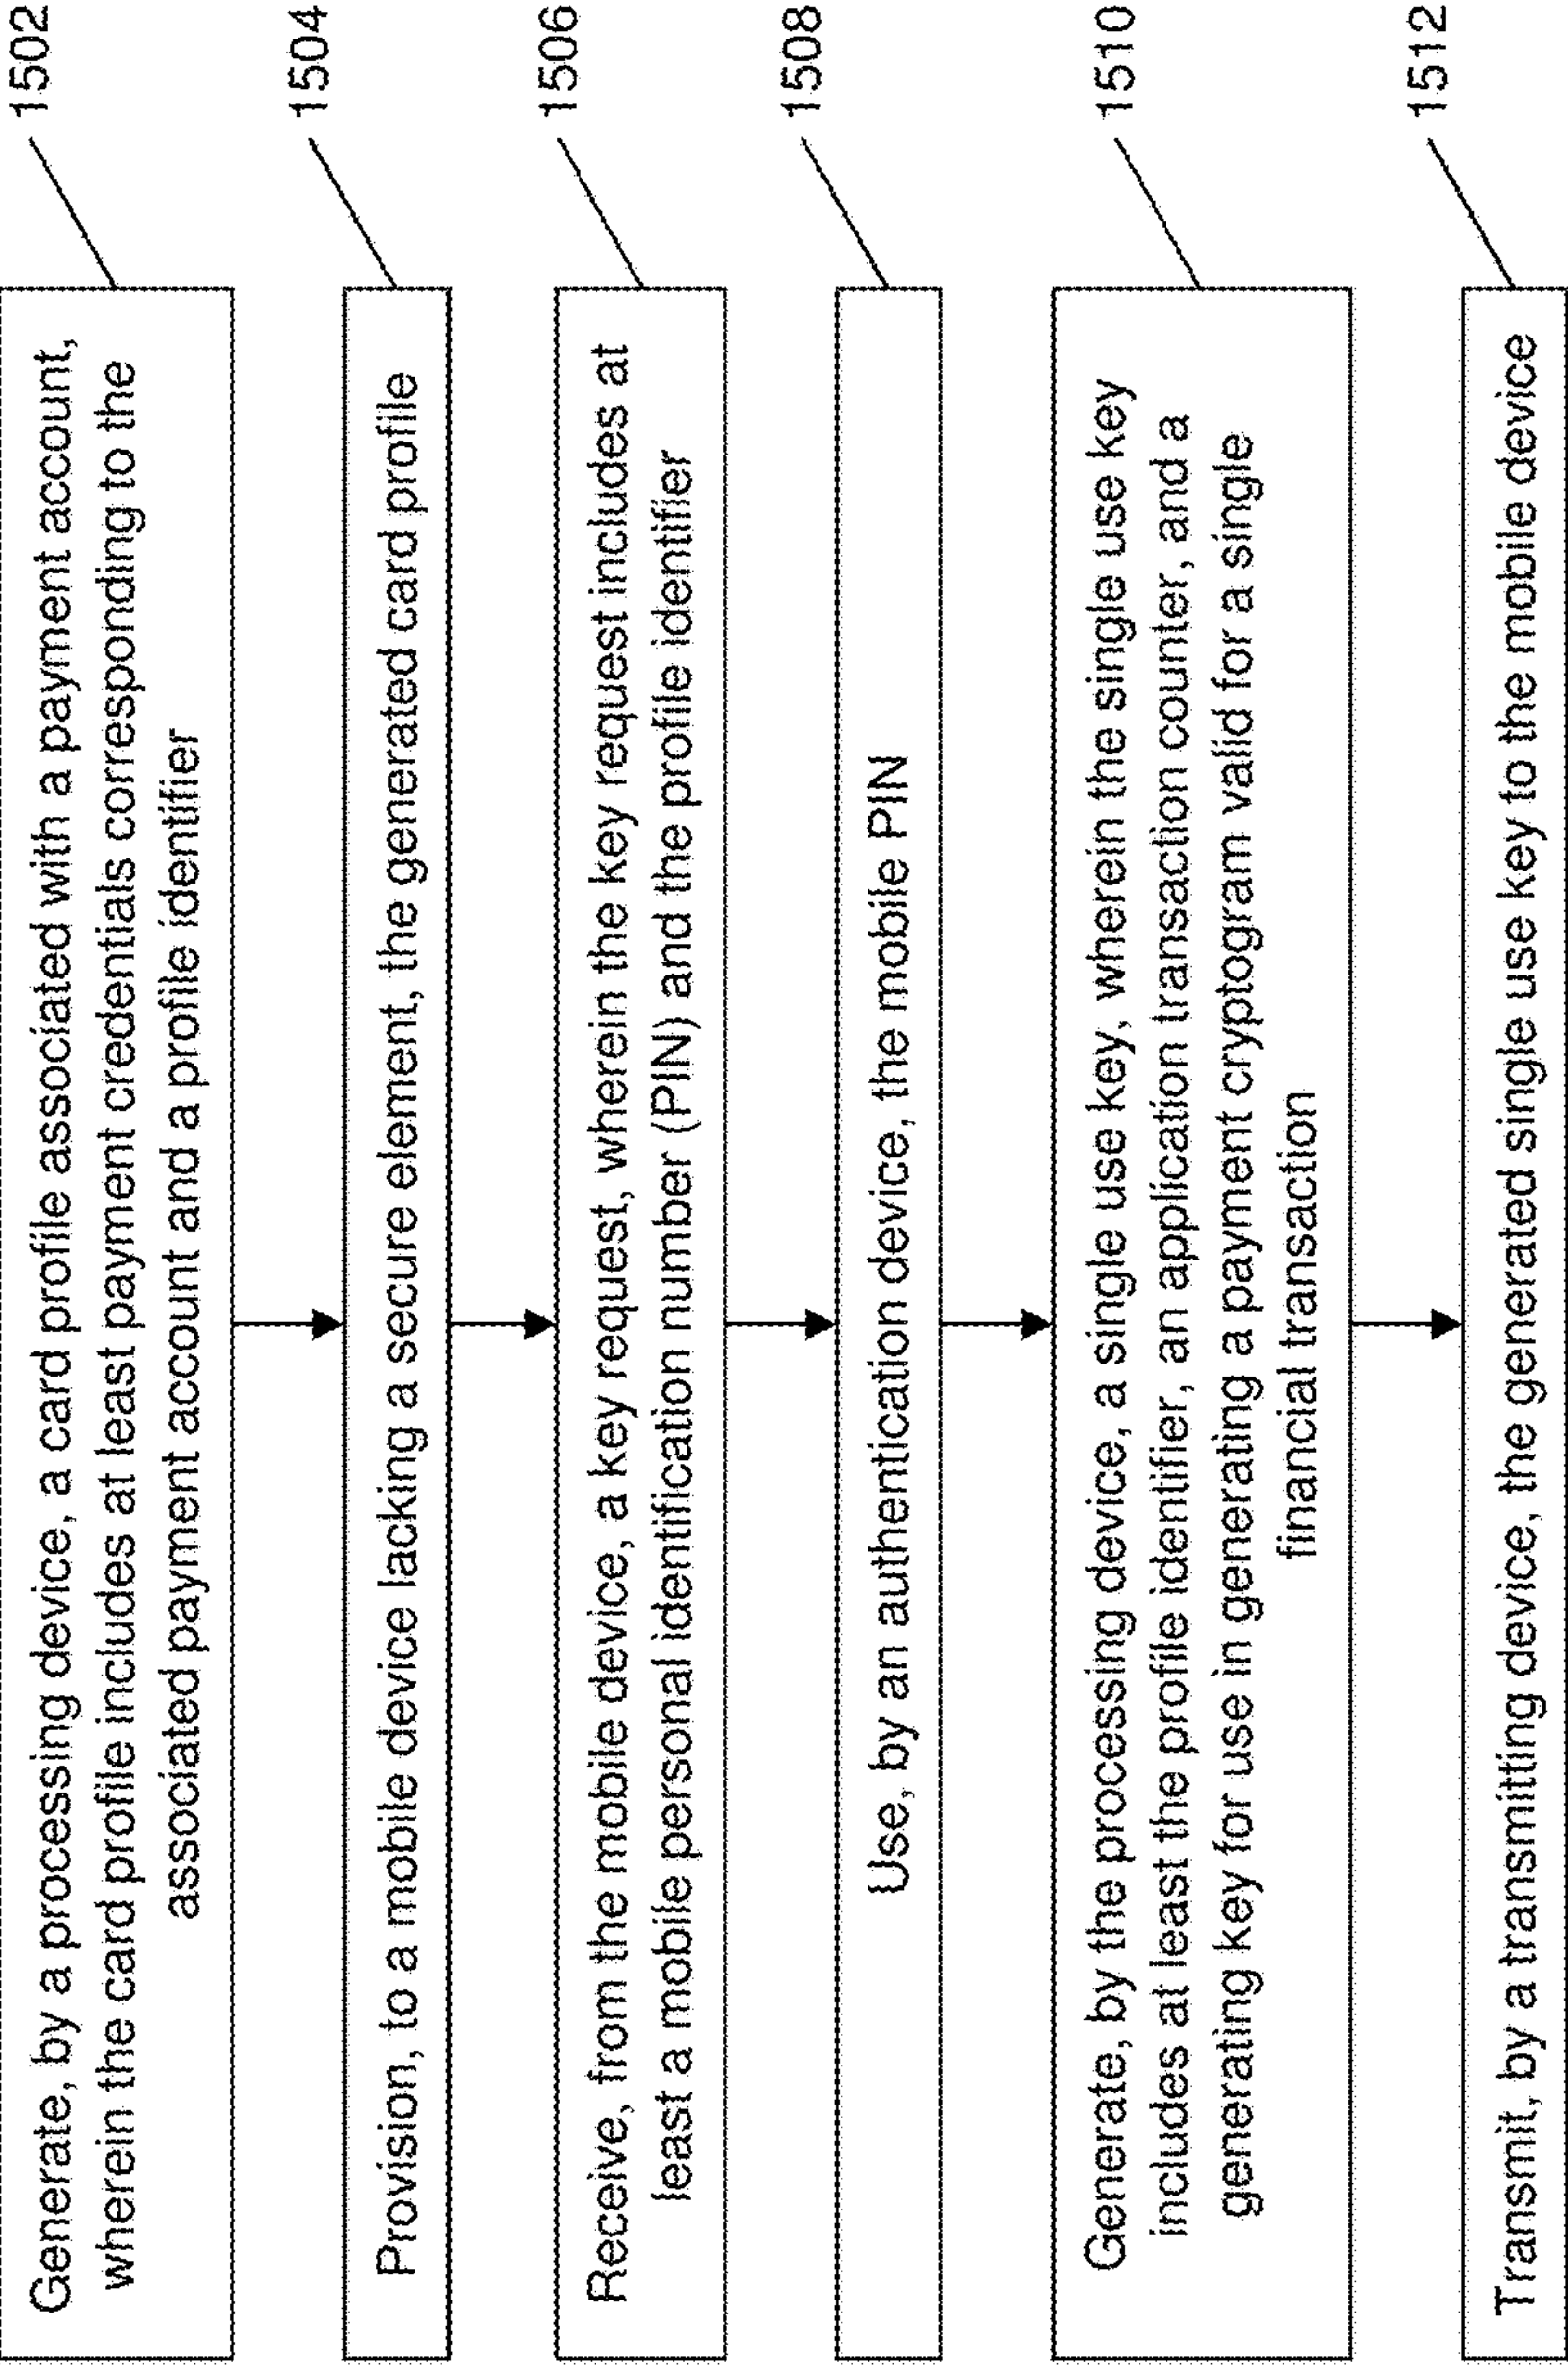 Generate, by a processing device, a card profile associated with a payment account,
wherein the card profile includes at least payment credentials corresponding to the
associated payment account and a profile identifier
1502
Provision, to a mobile device lacking a secure element, the generated card profile
1504
Receive, from the mobile device, a key request, wherein the key request includes at
least a mobile personal identification number (PIN) and the profile identifier
1506
Use, by an authentication device, the mobile PIN
1508
Generate, by the processing device, a single use key, wherein the single use key
includes at least the profile identifier, an application transaction counter, and a
generating key for use in generating a payment cryptogram valid for a single
financial transaction
1510
Transmit, by a transmitting device, the generated single use key to the mobile device
1512